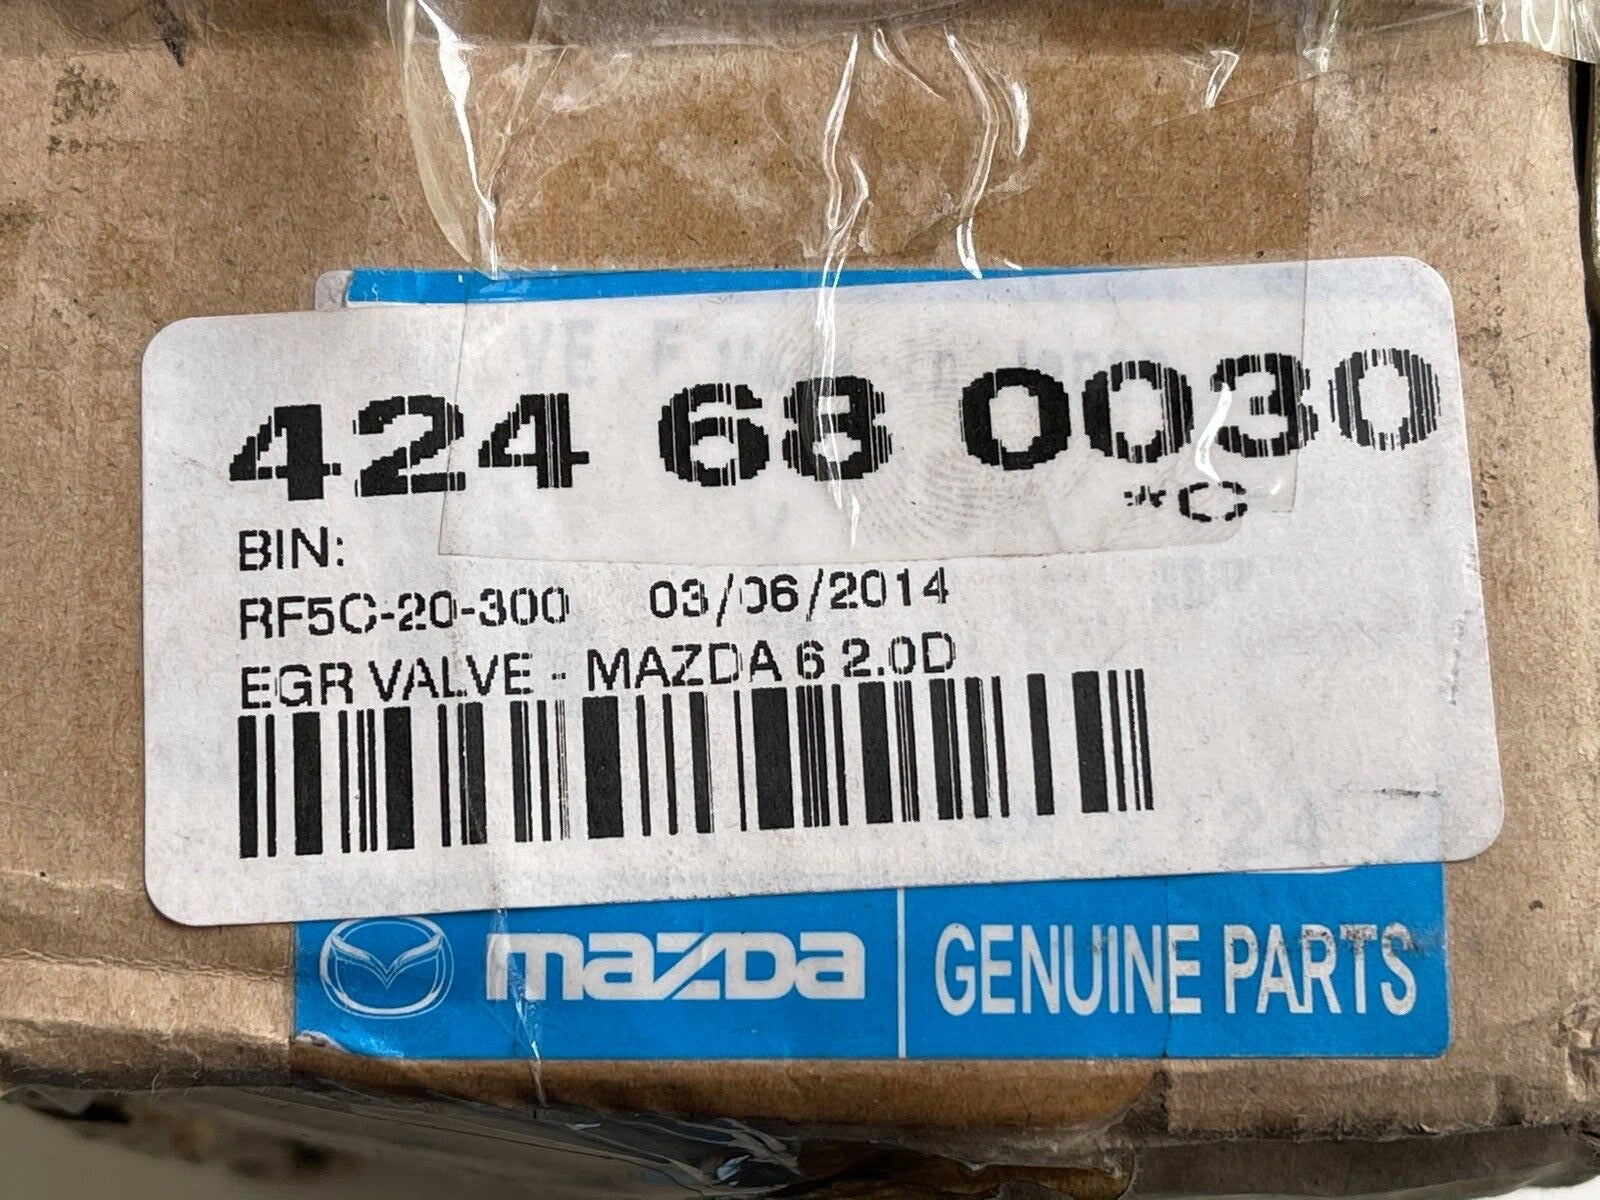 424 68 0030
*C
BIN:
RF5C-20-300 03/06/2014
EGR VALVE - MAZDA 6 2.0D
mazda GENUINE PARTS